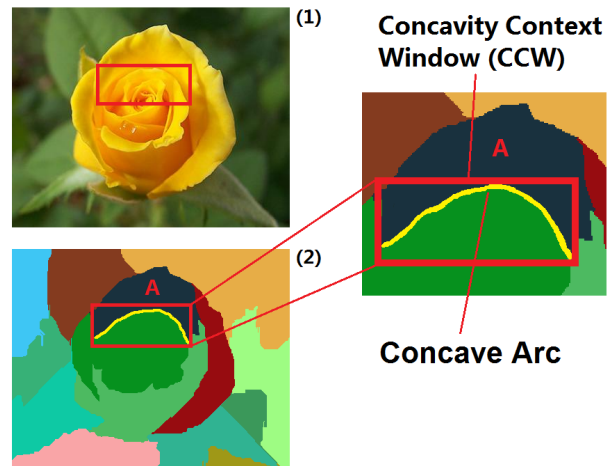 (1)
Concavity Context
Window (CCW)
A
(2)
A
Concave Arc